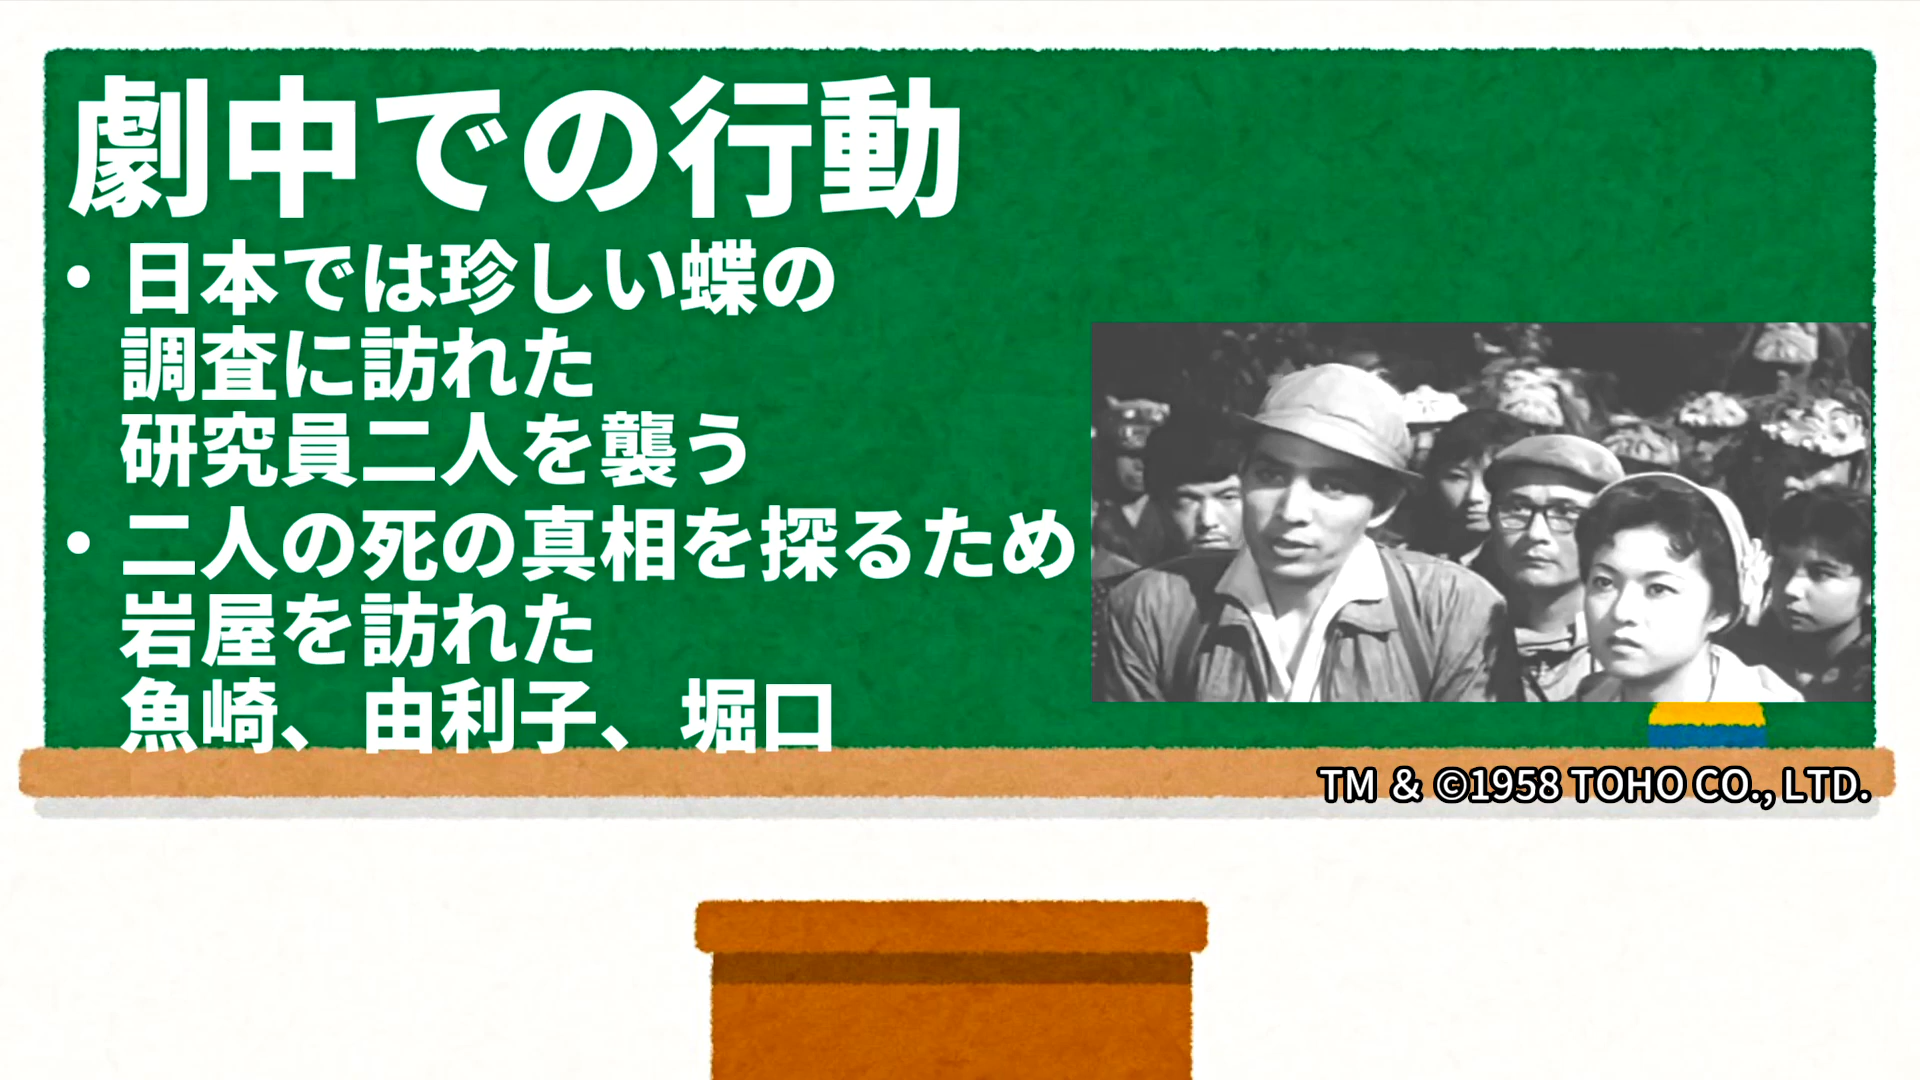 劇中での行動
• 日本では珍しい蝶の
調査に訪れた
研究員二人を襲う
• 二人の死の真相を探るため
岩屋を訪れた
魚崎、由利子、堀口
TM & ©1958 TOHO CO., LTD.